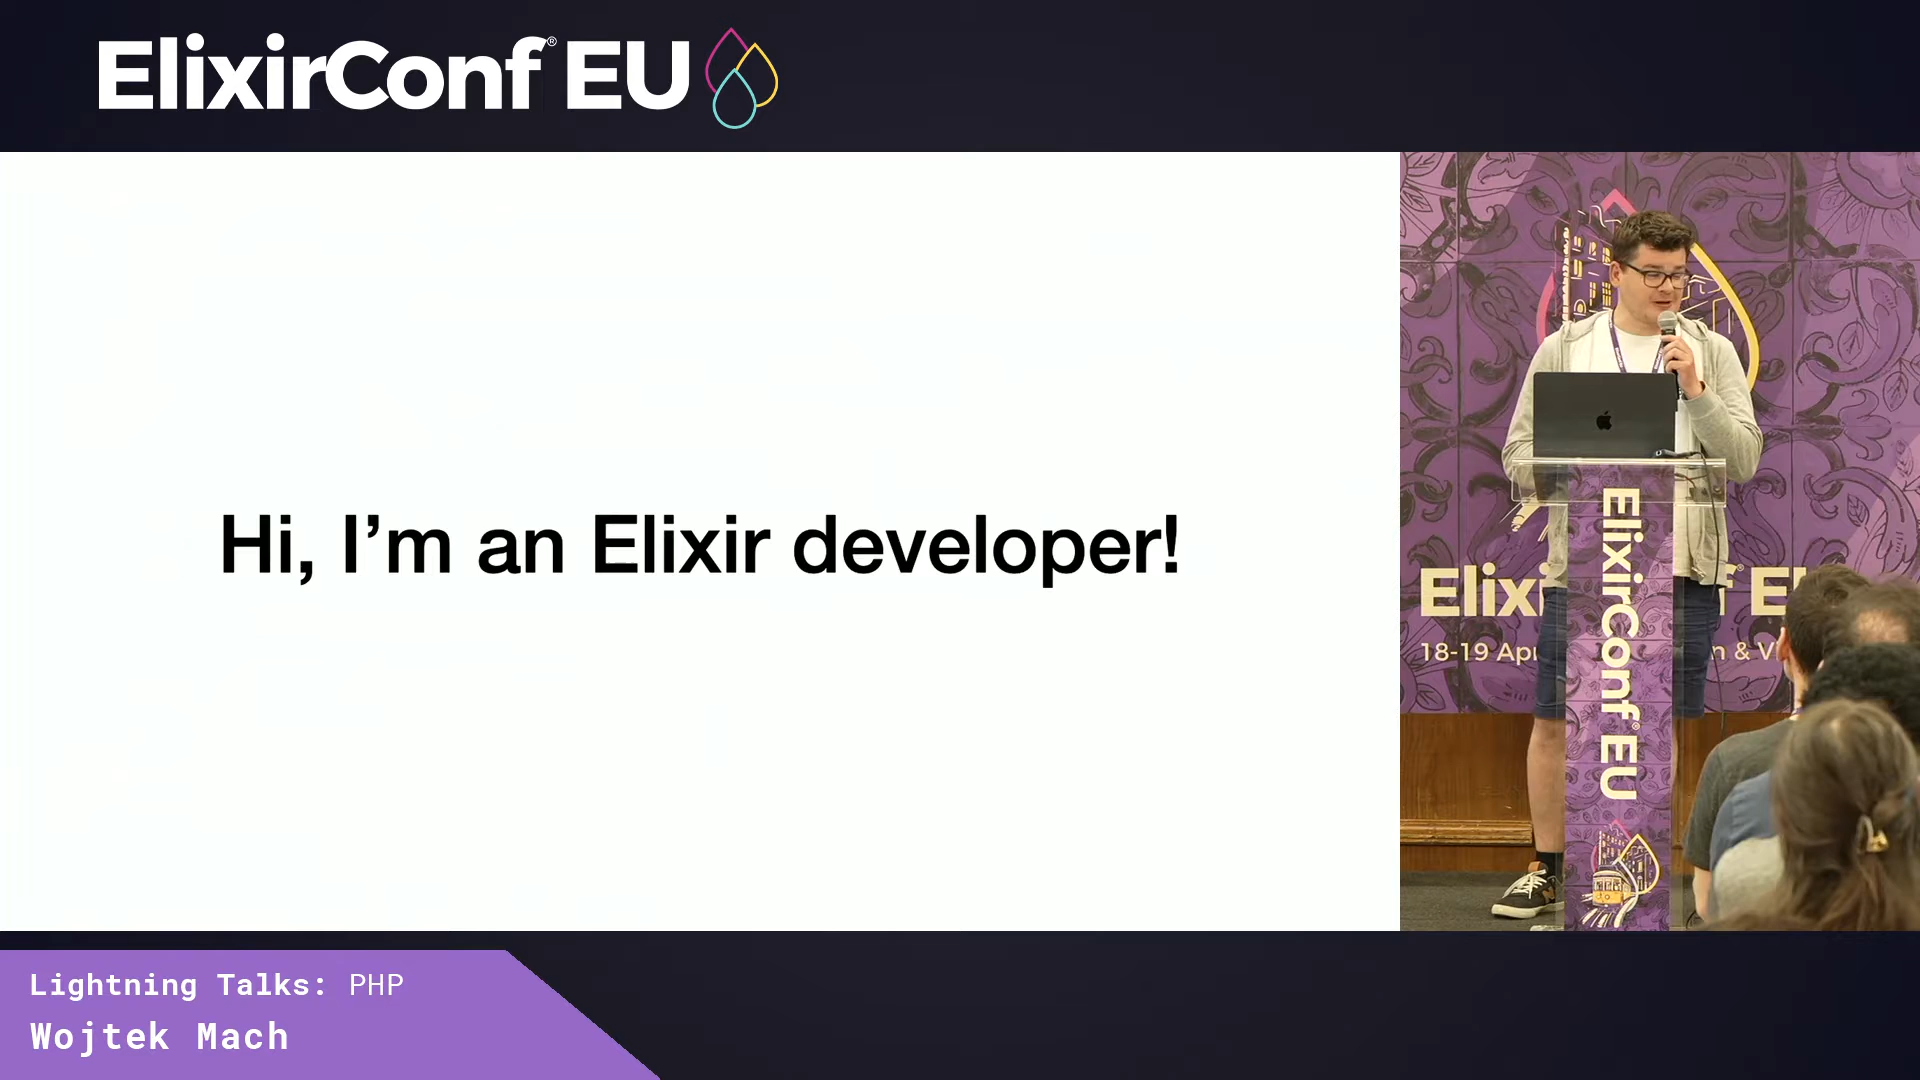 ElixirConf® EU
Hi, I’m an Elixir developer!
ElixirConf® EU
18-19 Apr
Lightning Talks: PHP
Wojtek Mach